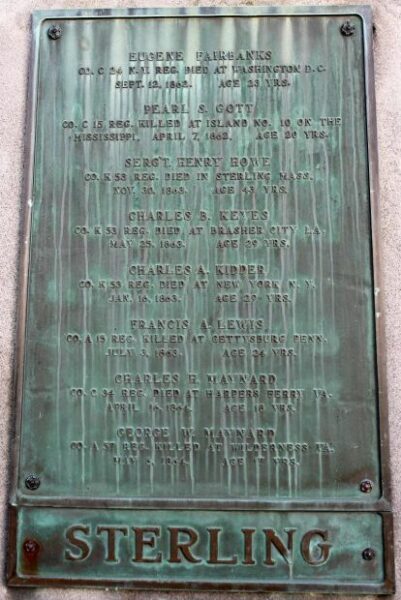 EUGENE FAIRBANKS
CO. C 24 REG. DIED AT WASHINGTON D.C.
SEPT. 12, 1862. AGE 23 YRS.
PEARL S. GOTT
CO. C 15 REG. KILLED AT ISLAND NO. 10 ON THE
MISSISSIPPI, APRIL 7, 1862. AGE 20 YRS.
SERGT. HENRY HOWE
CO. K 53 REG. DIED IN STERLING MASS.
NOV. 30, 1863. AGE 43 YRS.
CHARLES B. KEYES
CO. K 53 REG. DIED AT BRASHER CITY LA.
MAY 25, 1863. AGE 29 YRS.
CHARLES A. KIDDER
CO. K 53 REG. DIED AT NEW YORK N. Y.
JAN. 16, 1863. AGE 29 YRS.
FRANCIS A. LEWIS
CO. A 15 REG. KILLED AT GETTYSBURG PENN.
JULY 3, 1863. AGE 24 YRS.
CHARLES H. MAYNARD
CO. C 34 REG. DIED AT HARPERS FERRY VA.
APRIL 1864. AGE 18 YRS.
GEORGE W. MAYNARD
CO. A 57 REG. KILLED AT WILDERNESS VA.
MAY 1864. AGE YRS.
STERLING